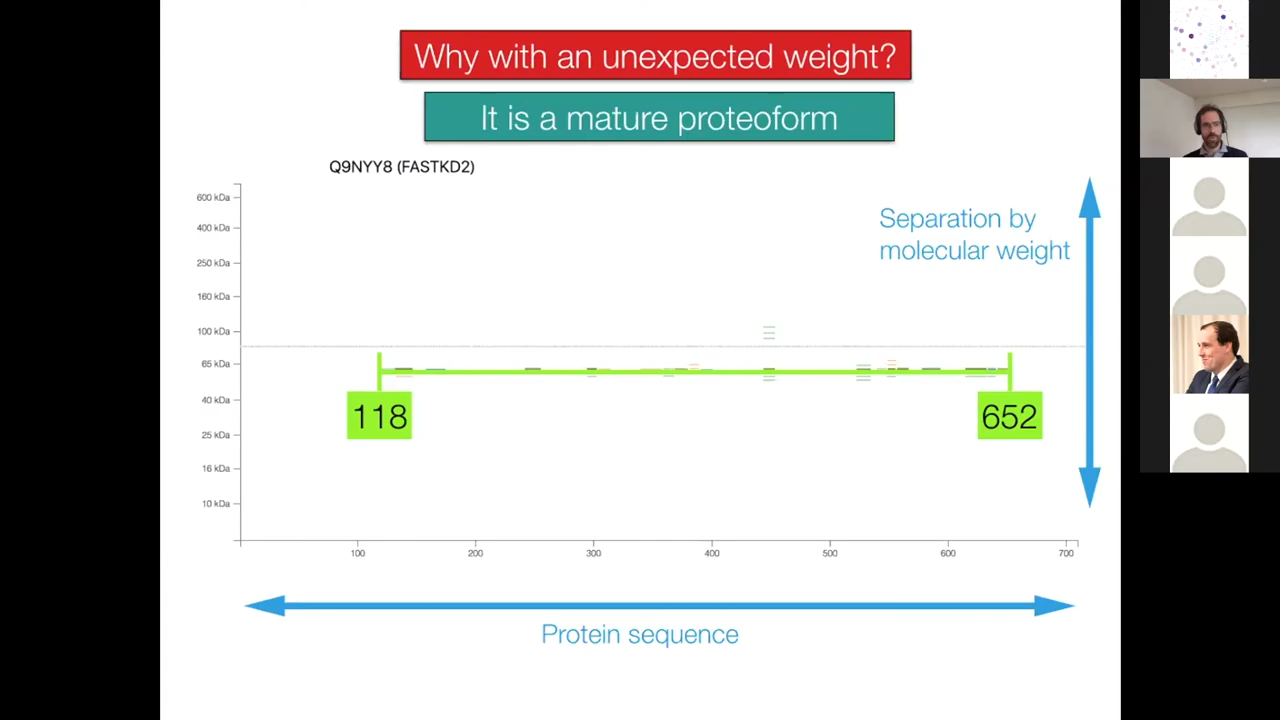 Why with an unexpected weight?
It is a mature proteoform
Q9NYY8 (FASTKD2)
600 kDa
400 kDa
250 kDa
160 kDa
100 kDa
65 kDa
40 kDa
25 kDa
16 kDa
10 kDa
Separation by
molecular weight
118
652
100 200 300 400 500 600 700
Protein sequence